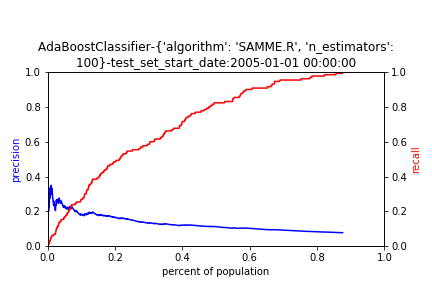 AdaBoostClassifier-{'algorithm': 'SAMME.R', 'n_estimators':
100}-test_set_start_date:2005-01-01 00:00:00
1.0
0.8
0.6
0.4
0.2
0.0
precision
1.0
0.8
0.6
0.4
0.2
0.0
recall
0.0 0.2 0.4 0.6 0.8 1.0
percent of population